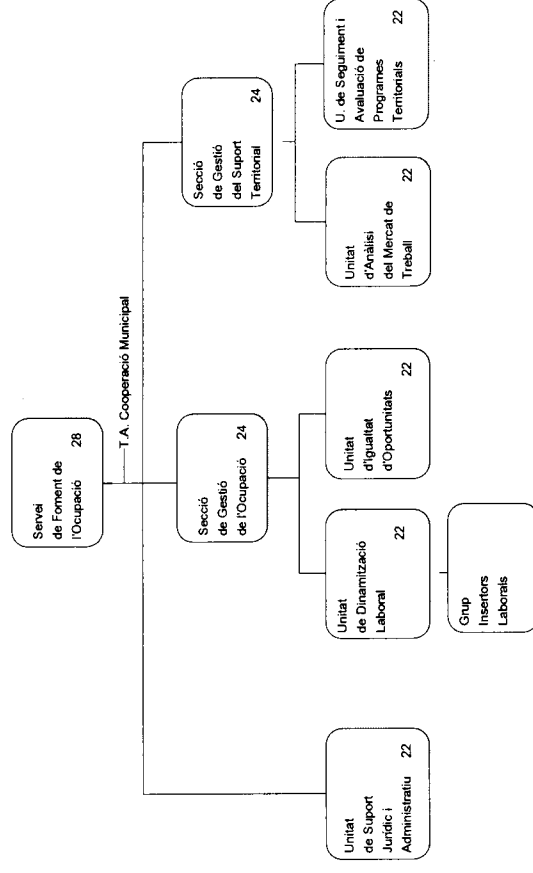 Servei
de Foment de
l'Ocupació 28
T.A. Cooperació Municipal
Unitat
de Suport
Jurídic i
Administratiu 22
Secció
de Gestió
de l'Ocupació 24
Unitat
de Dinamització
Laboral 22
Grup
Insertors
Laborals
Unitat
d'Igualtat
d'Oportunitats 22
Secció
de Gestió
del Suport
Territorial 24
Unitat
d'Anàlisi
del Mercat de
Treball 22
U. de Seguiment i
Avaluació de
Programes
Territorials 22